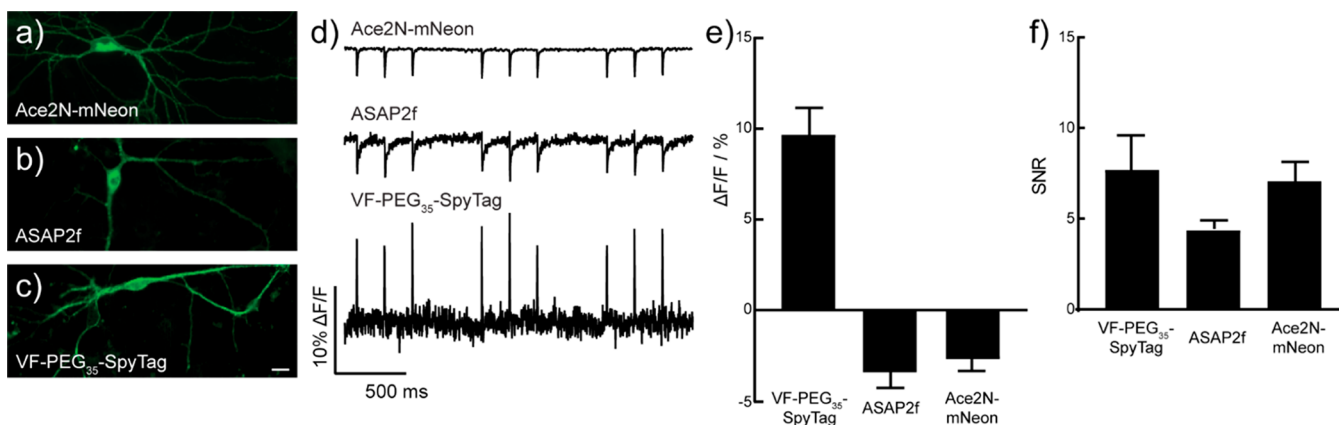 a)
Ace2N-mNeon
b)
ASAP2f
c)
VF-PEG₃₅-SpyTag
d)
Ace2N-mNeon
ASAP2f
VF-PEG₃₅-SpyTag
10% ΔF/F
500 ms
e)
ΔF/F / %
15
10
5
0
-5
VF-PEG₃₅-
SpyTag
ASAP2f
Ace2N-
mNeon
f)
SNR
15
10
5
0
VF-PEG₃₅-
SpyTag
ASAP2f
Ace2N-
mNeon